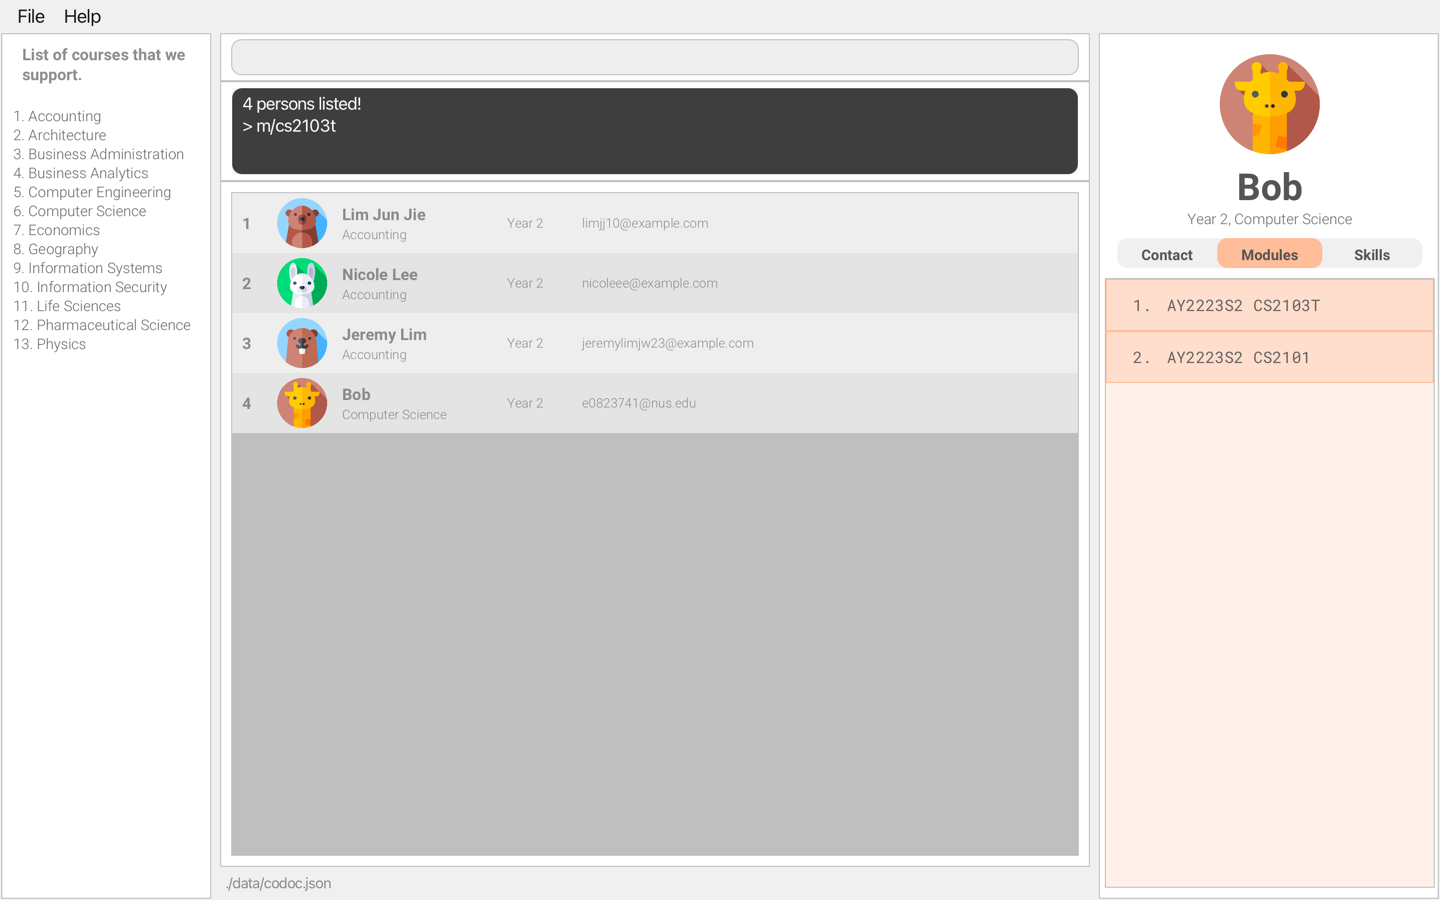 File Help
List of courses that we
support.
1. Accounting
2. Architecture
3. Business Administration
4. Business Analytics
5. Computer Engineering
6. Computer Science
7. Economics
8. Geography
9. Information Systems
10. Information Security
11. Life Sciences
12. Pharmaceutical Science
13. Physics
4 persons listed!
> m/cs2103t
1 Lim Jun Jie Year 2 limjj10@example.com
Accounting
2 Nicole Lee Year 2 nicoleee@example.com
Accounting
3 Jeremy Lim Year 2 jeremylimjw23@example.com
Accounting
4 Bob Year 2 e0823741@nus.edu
Computer Science
./data/codoc.json
Bob
Year 2, Computer Science
Contact Modules Skills
1. AY2223S2 CS2103T
2. AY2223S2 CS2101